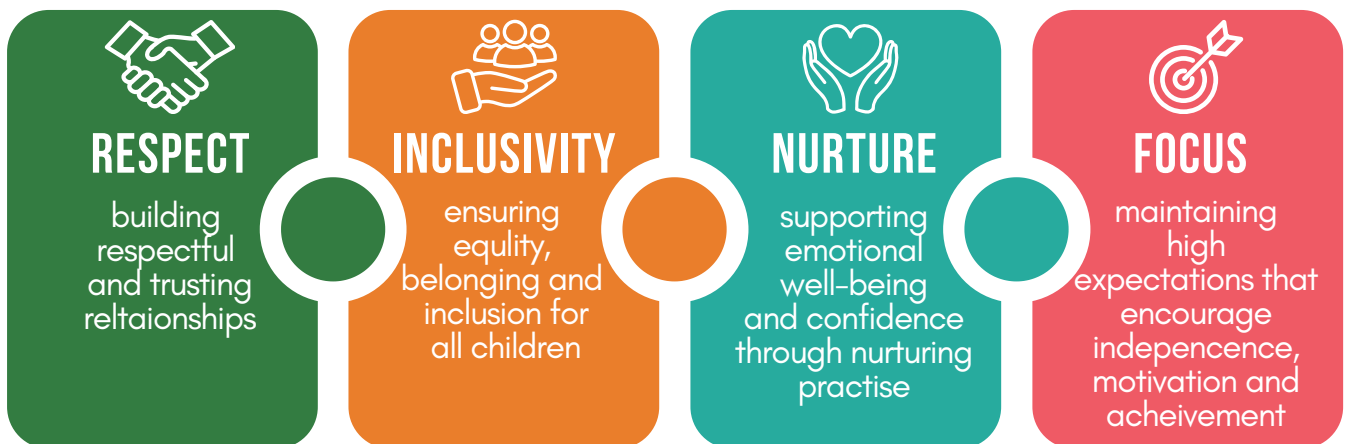 RESPECT
building
respectful
and trusting
reltaionships
INCLUSIVITY
ensuring
equlity,
belonging and
inclusion for
all children
NURTURE
supporting
emotional
well-being
and confidence
through nurturing
practise
FOCUS
maintaining
high
expectations that
encourage
indepencence,
motivation and
acheivement